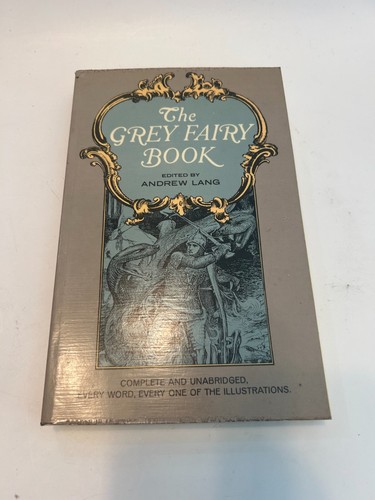 The
GREY FAIRY
BOOK
EDITED BY
ANDREW LANG
COMPLETE AND UNABRIDGED,
EVERY WORD, EVERY ONE OF THE ILLUSTRATIONS.